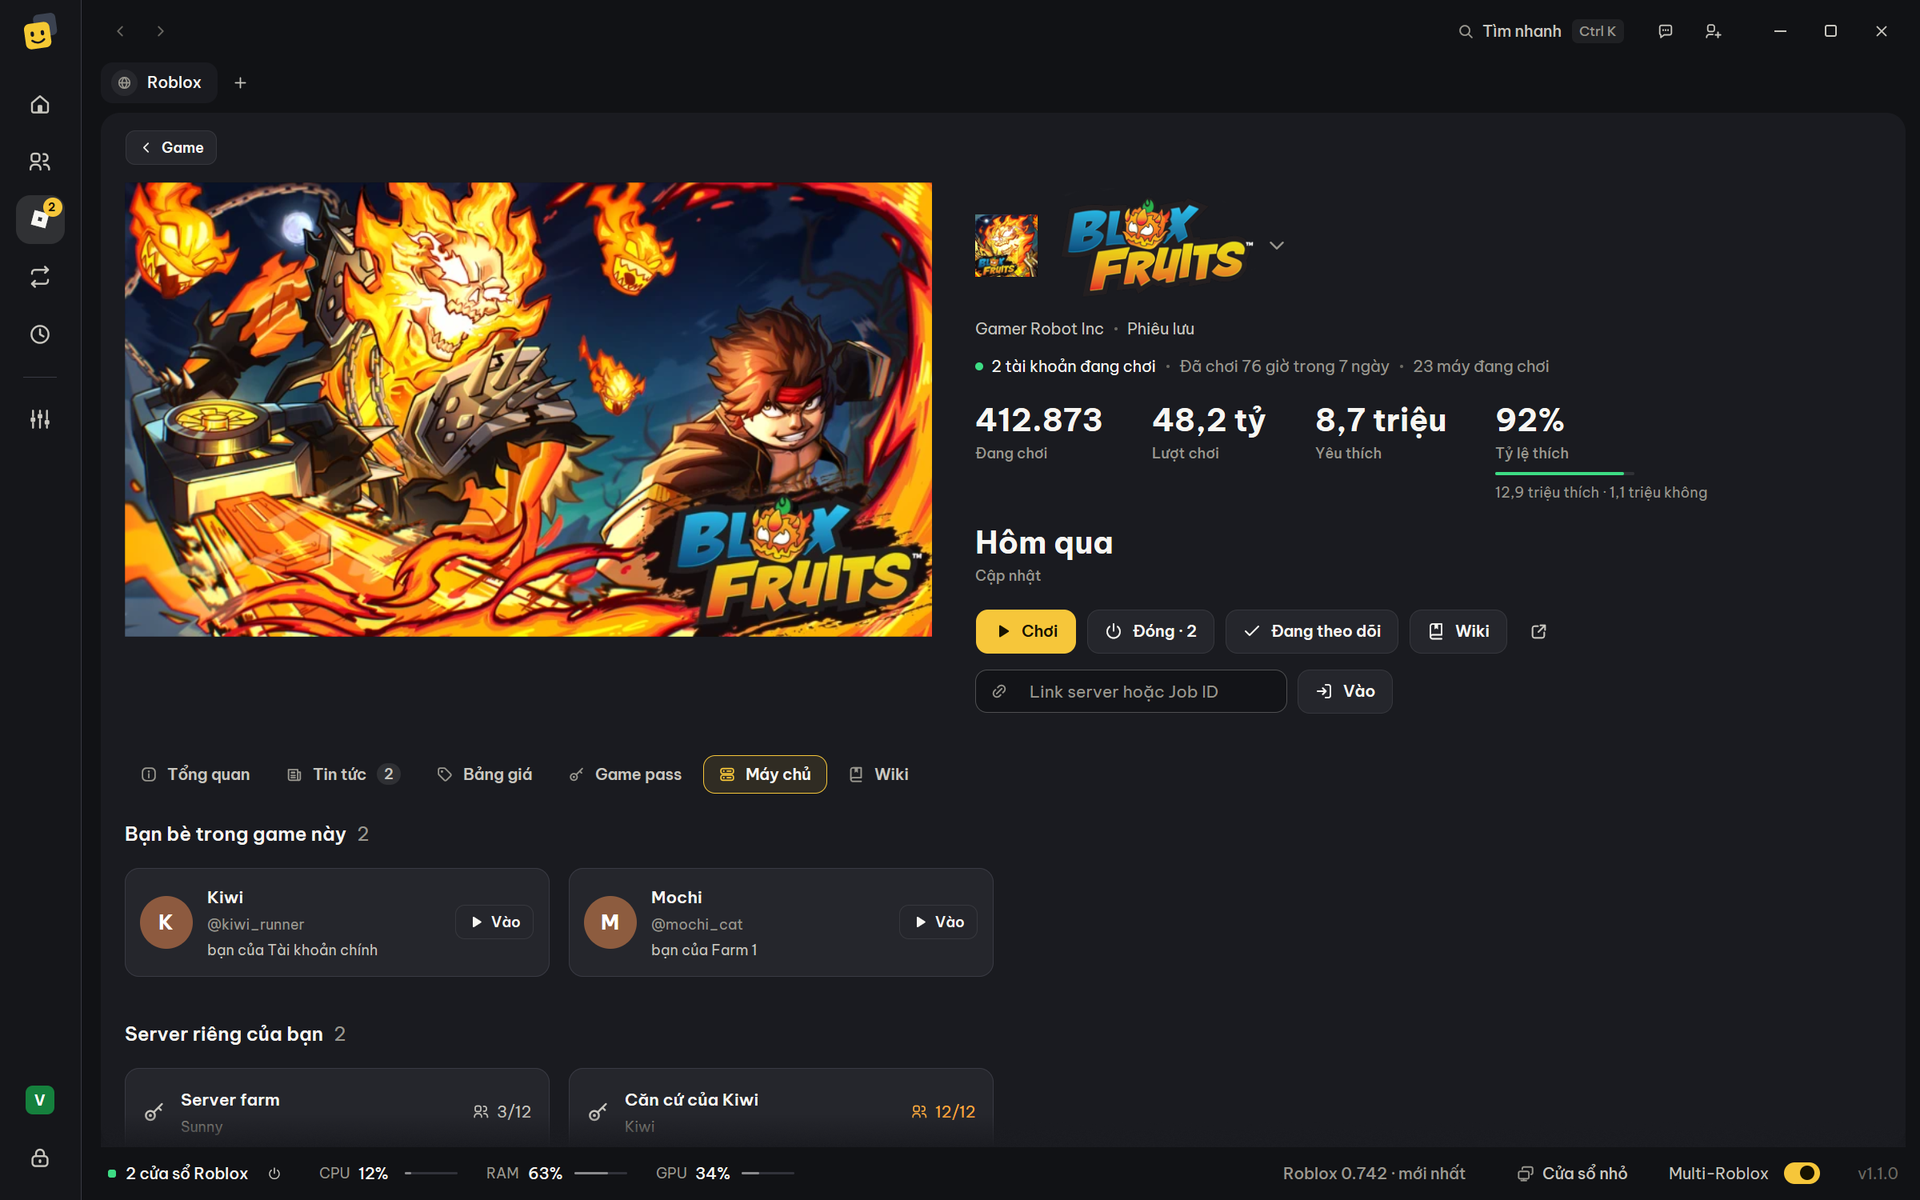 Tìm nhanh
Ctrl K
Roblox
Game
2
BLOX FRUITS™
BLOX FRUITS
BLOX FRUITS™
Gamer Robot Inc • Phiêu lưu
2 tài khoản đang chơi • Đã chơi 76 giờ trong 7 ngày • 23 máy đang chơi
412.873
Đang chơi
48,2 tỷ
Lượt chơi
8,7 triệu
Yêu thích
92%
Tỷ lệ thích
12,9 triệu thích · 1,1 triệu không
Hôm qua
Cập nhật
Chơi
Đóng · 2
Đang theo dõi
Wiki
Link server hoặc Job ID
Vào
Tổng quan
Tin tức 2
Bảng giá
Game pass
Máy chủ
Wiki
Bạn bè trong game này 2
K
Kiwi
@kiwi_runner
bạn của Tài khoản chính
Vào
M
Mochi
@mochi_cat
bạn của Farm 1
Vào
Server riêng của bạn 2
Server farm
Sunny
3/12
Căn cứ của Kiwi
Kiwi
12/12
V
2 cửa sổ Roblox
CPU 12%
RAM 63%
GPU 34%
Roblox 0.742 · mới nhất
Cửa sổ nhỏ
Multi-Roblox
v1.1.0